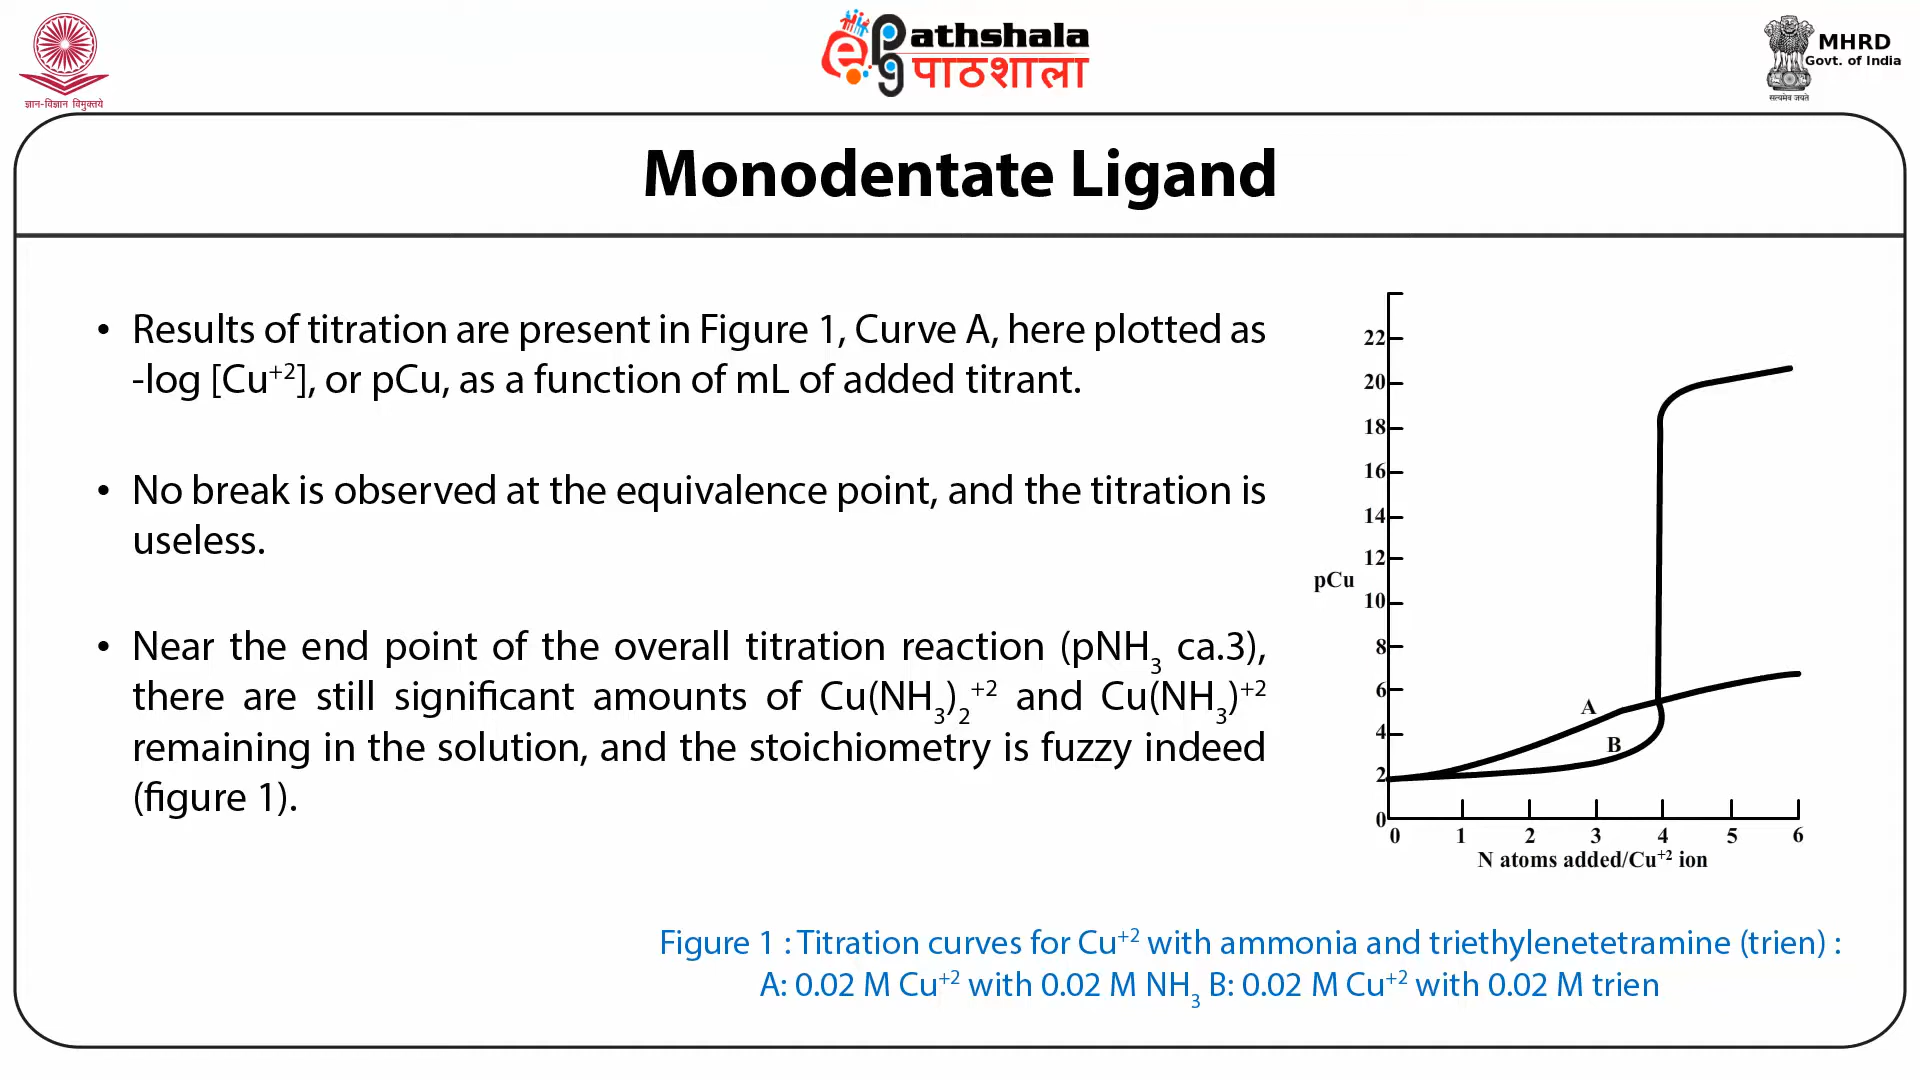 ज्ञान-विज्ञान विमुक्तये
ePathshala
पाठशाला
MHRD
Govt. of India
सत्यमेव जयते
Monodentate Ligand
• Results of titration are present in Figure 1, Curve A, here plotted as
-log [Cu⁺²], or pCu, as a function of mL of added titrant.
• No break is observed at the equivalence point, and the titration is
useless.
• Near the end point of the overall titration reaction (pNH₃ ca.3),
there are still significant amounts of Cu(NH₃)₂⁺² and Cu(NH₃)⁺²
remaining in the solution, and the stoichiometry is fuzzy indeed
(figure 1).
22
20
18
16
14
12
pCu
10
8
6
A
4
B
2
0
0 1 2 3 4 5 6
N atoms added/Cu⁺² ion
Figure 1 : Titration curves for Cu⁺² with ammonia and triethylenetetramine (trien) :
A: 0.02 M Cu⁺² with 0.02 M NH₃ B: 0.02 M Cu⁺² with 0.02 M trien